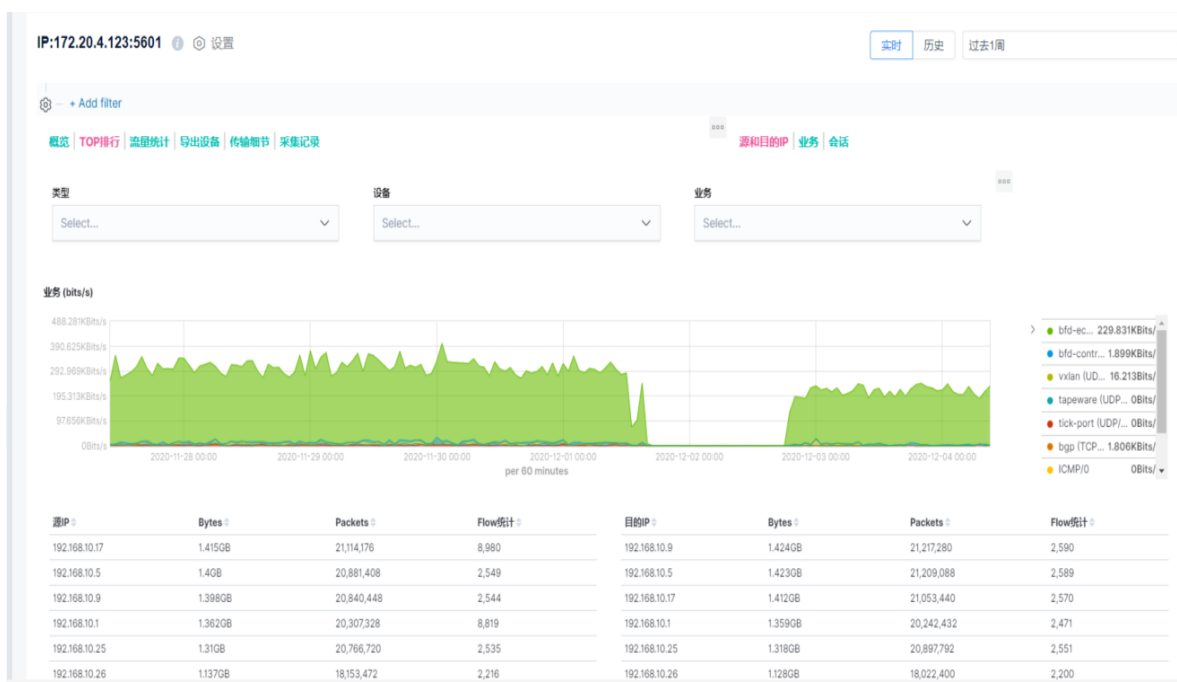 IP:172.20.4.123:5601 设置 实时 历史 过去1周
+ Add filter
概览 TOP排行 流量统计 导出设备 传输细节 采集记录 源和目的IP 业务 会话
类型 设备 业务
Select... Select... Select...
业务 (bits/s)
488.281KBits/s
390.625KBits/s
292.969KBits/s
195.313KBits/s
97.656KBits/s
0Bits/s
2020-11-28 00:00 2020-11-29 00:00 2020-11-30 00:00 2020-12-01 00:00 2020-12-02 00:00 2020-12-03 00:00 2020-12-04 00:00
per 60 minutes
bfd-ec... 229.831KBits/
bfd-contr... 1.899KBits/
vxlan (UD... 16.213Bits/
tapeware (UDP... 0Bits/
tick-port (UDP/... 0Bits/
bgp (TCP... 1.806KBits/
ICMP/0 0Bits/
源IP Bytes Packets Flow统计 目的IP Bytes Packets Flow统计
192.168.10.17 1.415GB 21,114,176 8,980 192.168.10.9 1.424GB 21,217,280 2,590
192.168.10.5 1.4GB 20,881,408 2,549 192.168.10.5 1.423GB 21,209,088 2,589
192.168.10.9 1.398GB 20,840,448 2,544 192.168.10.17 1.412GB 21,053,440 2,570
192.168.10.1 1.362GB 20,307,328 8,819 192.168.10.1 1.359GB 20,242,432 2,471
192.168.10.25 1.31GB 20,766,720 2,535 192.168.10.25 1.318GB 20,897,792 2,551
192.168.10.26 1.137GB 18,153,472 2,216 192.168.10.26 1.128GB 18,022,400 2,200